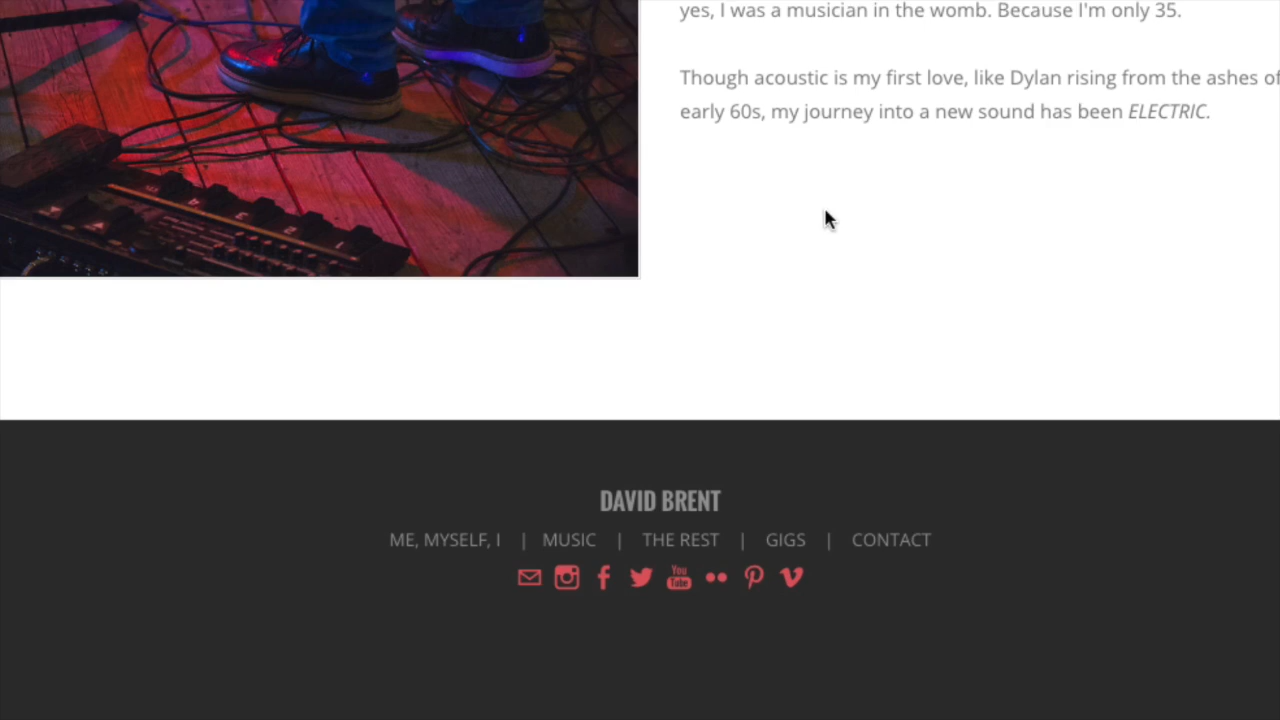 yes, I was a musician in the womb. Because I'm only 35.
Though acoustic is my first love, like Dylan rising from the ashes of
early 60s, my journey into a new sound has been ELECTRIC.
DAVID BRENT
ME, MYSELF, I | MUSIC | THE REST | GIGS | CONTACT
You
Tube